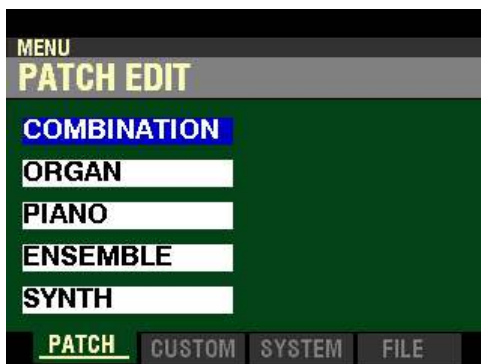 MENU
PATCH EDIT
COMBINATION
ORGAN
PIANO
ENSEMBLE
SYNTH
PATCH CUSTOM SYSTEM FILE